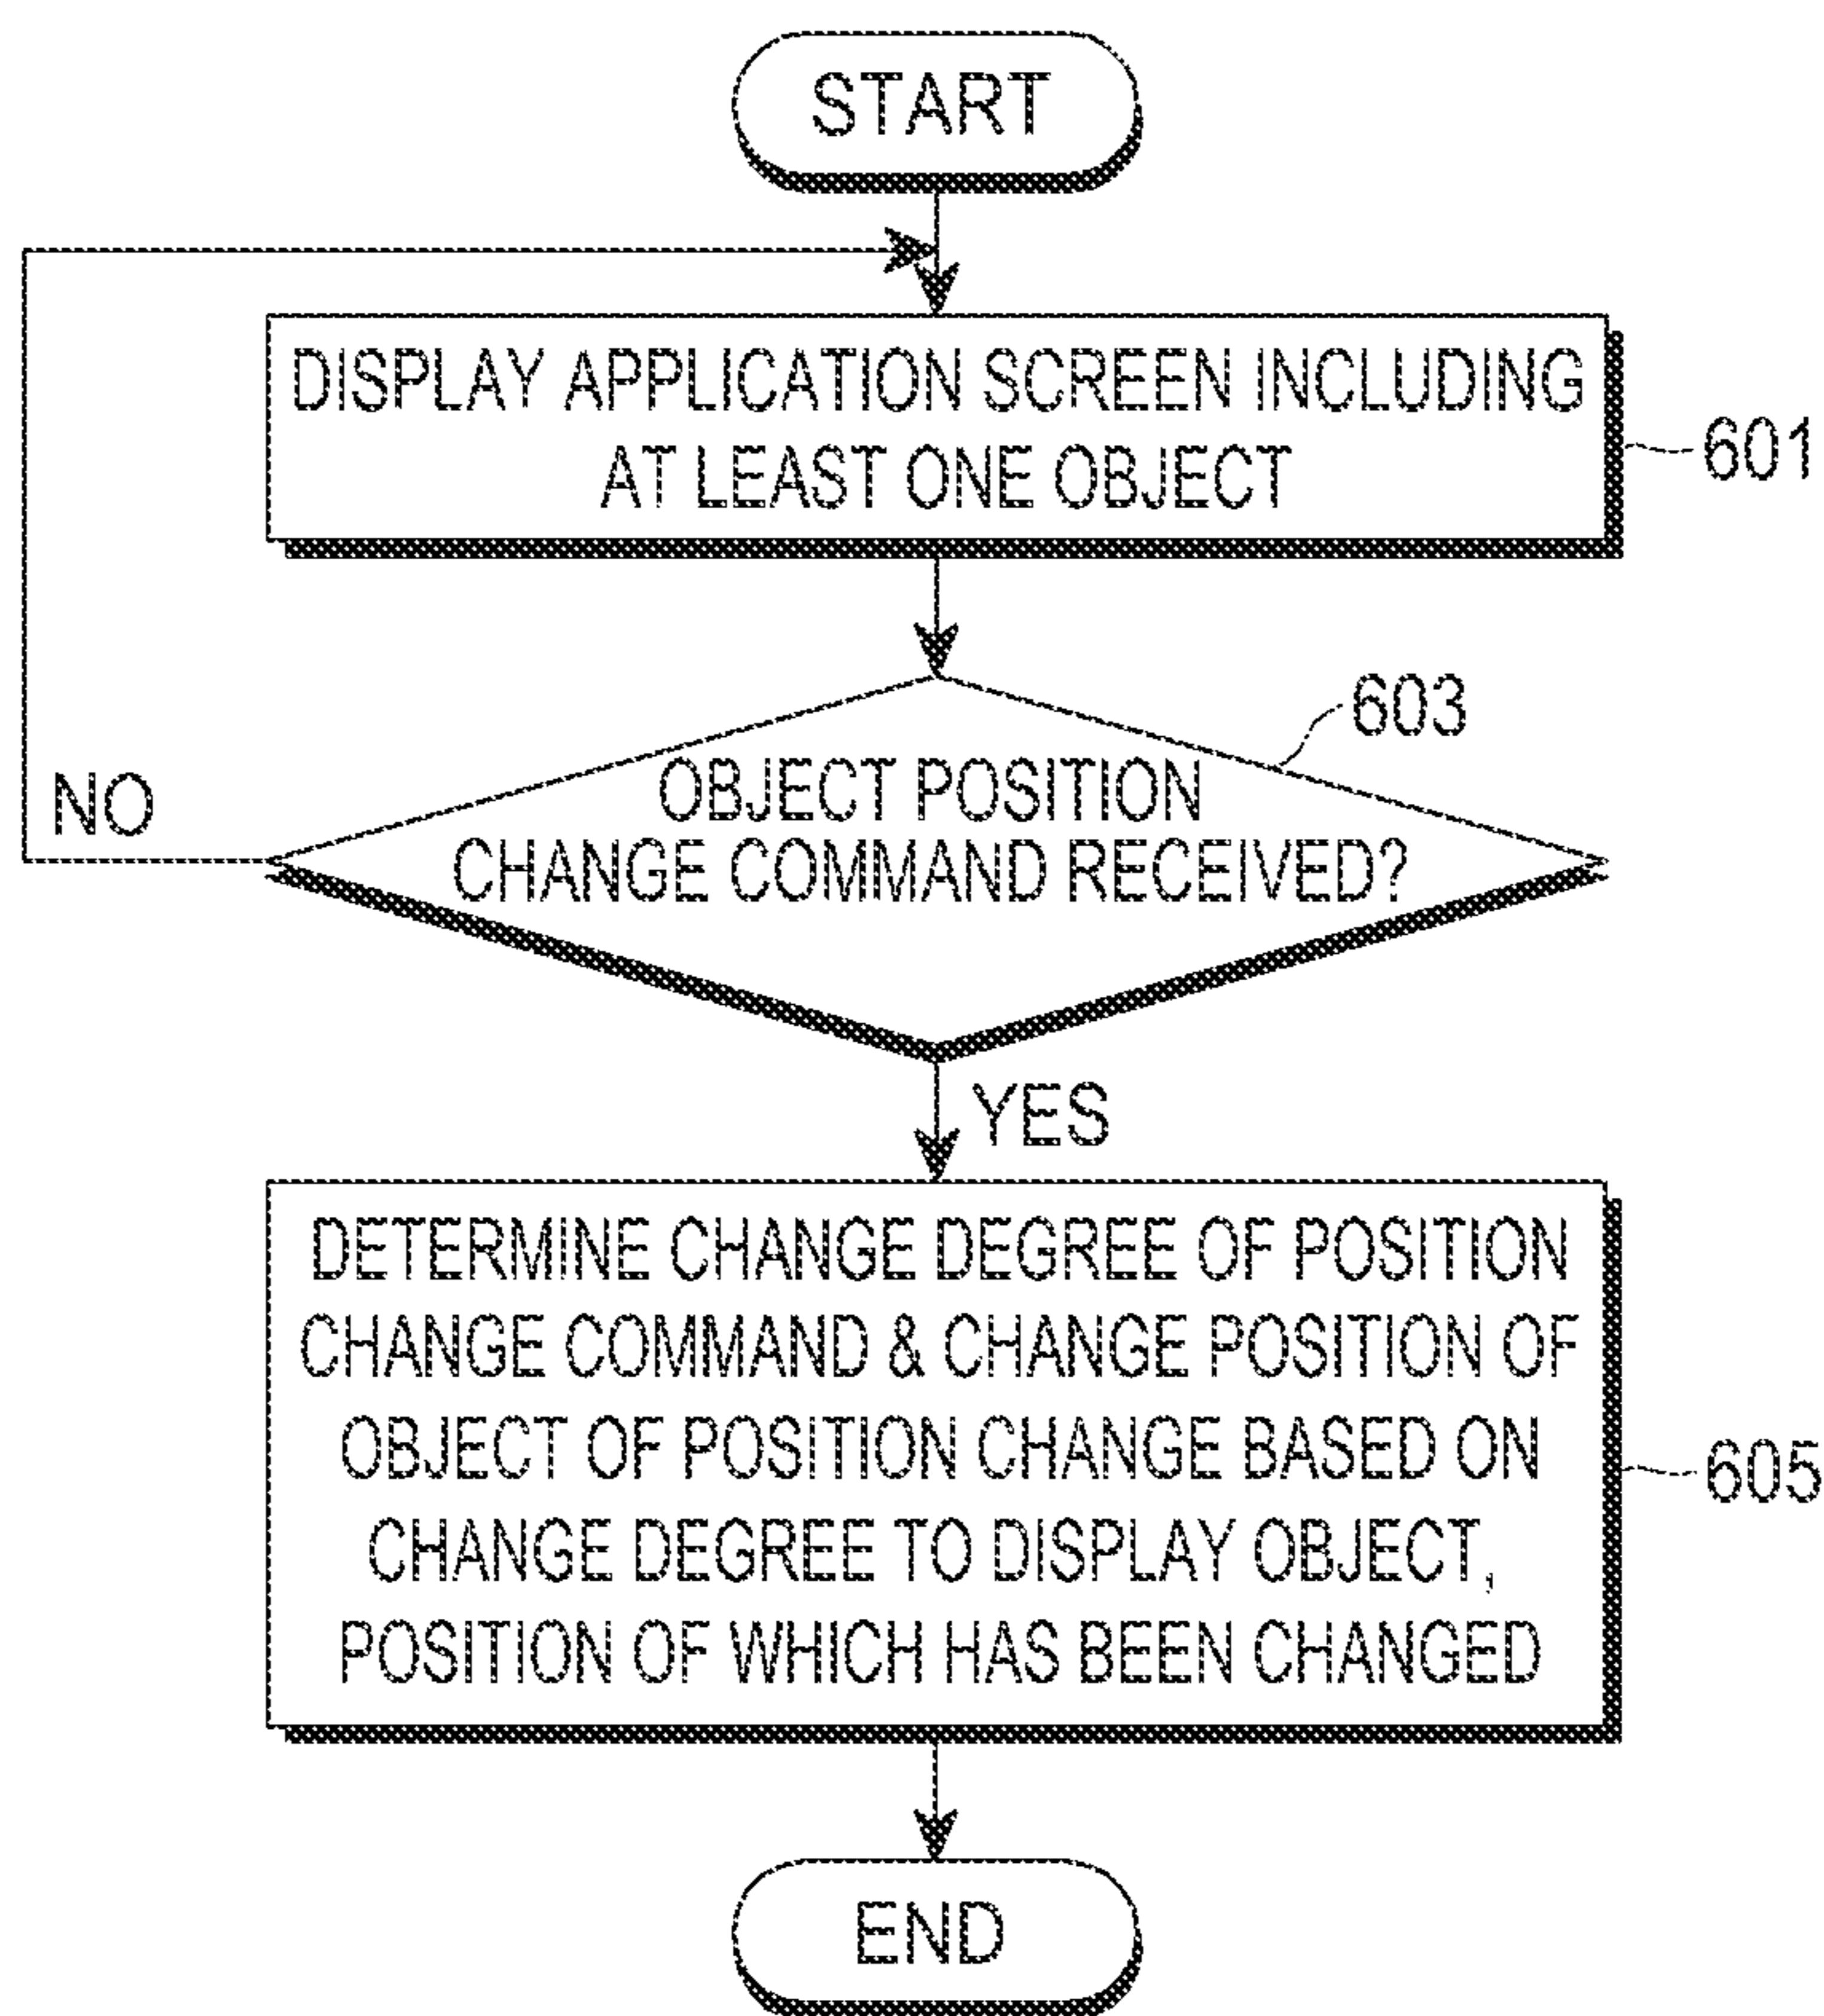 START
DISPLAY APPLICATION SCREEN INCLUDING
AT LEAST ONE OBJECT
601
603
OBJECT POSITION
CHANGE COMMAND RECEIVED?
NO
YES
DETERMINE CHANGE DEGREE OF POSITION
CHANGE COMMAND & CHANGE POSITION OF
OBJECT OF POSITION CHANGE BASED ON
CHANGE DEGREE TO DISPLAY OBJECT,
POSITION OF WHICH HAS BEEN CHANGED
605
END